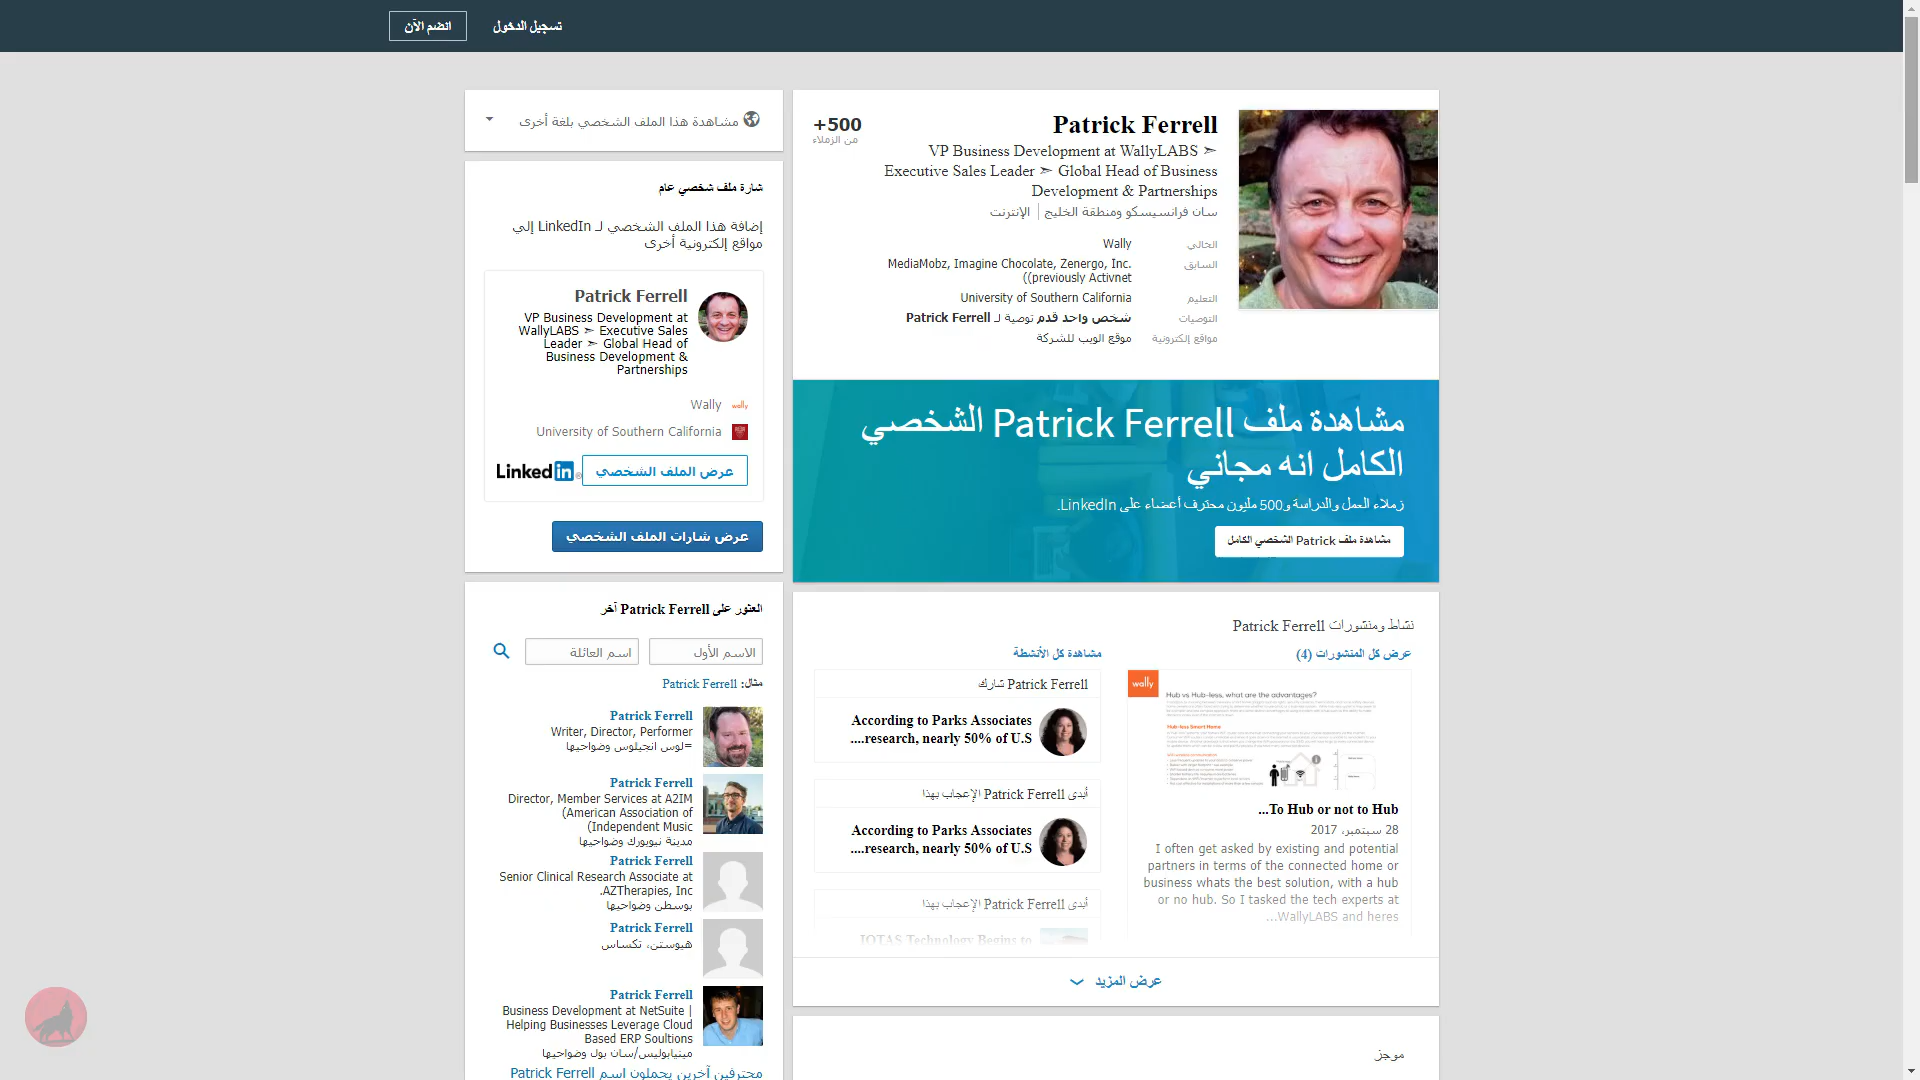 تسجيل الدخول
انضم الآن
Patrick Ferrell
VP Business Development at WallyLABS ➣
Executive Sales Leader ➣ Global Head of Business
Development & Partnerships
سان فرانسيسكو ومنطقة الخليج | الإنترنت
+500
من الزملاء
الحالي Wally
السابق MediaMobz, Imagine Chocolate, Zenergo, Inc.
((previously Activnet
التعليم University of Southern California
التوصيات شخص واحد قدم توصية لـ Patrick Ferrell
مواقع إلكترونية موقع الويب للشركة
مشاهدة ملف Patrick Ferrell الشخصي
الكامل انه مجاني
زملاء العمل والدراسة و500 مليون محترف أعضاء على LinkedIn.
مشاهدة ملف Patrick الشخصي الكامل
نشاط ومنشورات Patrick Ferrell
عرض كل المنشورات (4)
wally
Hub vs Hub-less, what are the advantages?
Hub-less Smart Home
To Hub or not to Hub...
28 سبتمبر، 2017
I often get asked by existing and potential
partners in terms of the connected home or
business whats the best solution, with a hub
or no hub. So I tasked the tech experts at
WallyLABS and heres...
مشاهدة كل الأنشطة
Patrick Ferrell شارك
According to Parks Associates
research, nearly 50% of U.S....
أبدى Patrick Ferrell الإعجاب بهذا
According to Parks Associates
research, nearly 50% of U.S....
أبدى Patrick Ferrell الإعجاب بهذا
IOTAS Technology Begins to
عرض المزيد
موجز
مشاهدة هذا الملف الشخصي بلغة أخرى
شارة ملف شخصي عام
إضافة هذا الملف الشخصي لـ LinkedIn إلي
مواقع إلكترونية أخرى
Patrick Ferrell
VP Business Development at
WallyLABS ➣ Executive Sales
Leader ➣ Global Head of
Business Development &
Partnerships
wally Wally
University of Southern California
عرض الملف الشخصي
LinkedIn®
عرض شارات الملف الشخصي
العثور على Patrick Ferrell آخر
الاسم الأول
اسم العائلة
مثال: Patrick Ferrell
Patrick Ferrell
Writer, Director, Performer
لوس انجيلوس وضواحيها=
Patrick Ferrell
Director, Member Services at A2IM
(American Association of
(Independent Music
مدينة نيويورك وضواحيها
Patrick Ferrell
Senior Clinical Research Associate at
.AZTherapies, Inc
بوسطن وضواحيها
Patrick Ferrell
هيوستن، تكساس
Patrick Ferrell
Business Development at NetSuite |
Helping Businesses Leverage Cloud
Based ERP Soultions
مينيابوليس/سان بول وضواحيها
محترفين آخرين يحملون اسم Patrick Ferrell